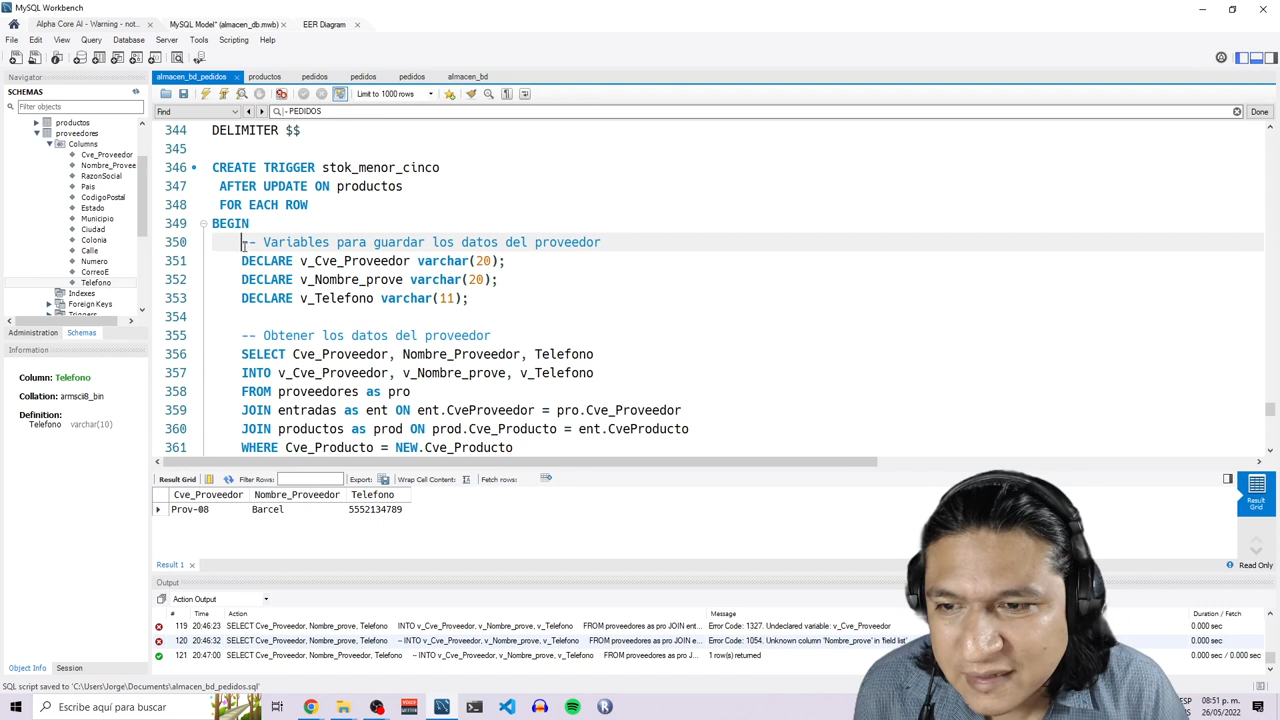 MySQL Workbench
Alpha Core AI - Warning - not...
MySQL Model* (almacen_db.mwb)
EER Diagram
File Edit View Query Database Server Tools Scripting Help
Navigator
SCHEMAS
Filter objects
productos
proveedores
Columns
Cve_Proveedor
Nombre_Provee
RazonSocial
Pais
CodigoPostal
Estado
Municipio
Ciudad
Colonia
Calle
Numero
CorreoE
Telefono
Indexes
Foreign Keys
Triggers
Administration Schemas
Information
Column: Telefono
Collation: armscii8_bin
Definition:
Telefono varchar(10)
Object Info Session
almacen_bd_pedidos productos pedidos pedidos pedidos almacen_bd
Limit to 1000 rows
Find
- PEDIDOS
Done
344 DELIMITER $$
345
346 CREATE TRIGGER stok_menor_cinco
347 AFTER UPDATE ON productos
348 FOR EACH ROW
349 BEGIN
350 -- Variables para guardar los datos del proveedor
351 DECLARE v_Cve_Proveedor varchar(20);
352 DECLARE v_Nombre_prove varchar(20);
353 DECLARE v_Telefono varchar(11);
354
355 -- Obtener los datos del proveedor
356 SELECT Cve_Proveedor, Nombre_Proveedor, Telefono
357 INTO v_Cve_Proveedor, v_Nombre_prove, v_Telefono
358 FROM proveedores as pro
359 JOIN entradas as ent ON ent.CveProveedor = pro.Cve_Proveedor
360 JOIN productos as prod ON prod.Cve_Producto = ent.CveProducto
361 WHERE Cve_Producto = NEW.Cve_Producto
Result Grid Filter Rows: Export: Wrap Cell Content: Fetch rows:
Cve_Proveedor Nombre_Proveedor Telefono
Prov-08 Barcel 5552134789
Result Grid
Result 1
Read Only
Output
Action Output
# Time Action Message Duration / Fetch
119 20:46:23 SELECT Cve_Proveedor, Nombre_prove, Telefono INTO v_Cve_Proveedor, v_Nombre_prove, v_Telefono FROM proveedores as pro JOIN ent... Error Code: 1327. Undeclared variable: v_Cve_Proveedor 0.000 sec
120 20:46:32 SELECT Cve_Proveedor, Nombre_prove, Telefono -- INTO v_Cve_Proveedor, v_Nombre_prove, v_Telefono FROM proveedores as pro JOIN... Error Code: 1054. Unknown column 'Nombre_prove' in 'field list' 0.000 sec
121 20:47:00 SELECT Cve_Proveedor, Nombre_Proveedor, Telefono -- INTO v_Cve_Proveedor, v_Nombre_prove, v_Telefono FROM proveedores as pro J... 1 row(s) returned 0.000 sec / 0.000 sec
SQL script saved to 'C:\Users\Jorge\Documents\almacen_bd_pedidos.sql'
Escribe aquí para buscar
ESP
08:51 p. m.
26/05/2022